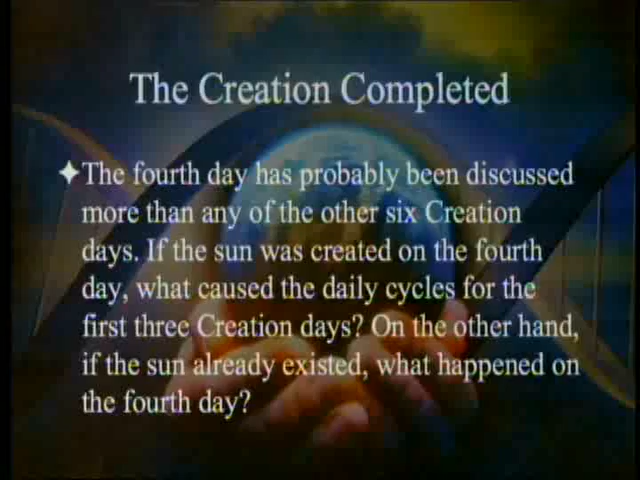 The Creation Completed
✦The fourth day has probably been discussed
more than any of the other six Creation
days. If the sun was created on the fourth
day, what caused the daily cycles for the
first three Creation days? On the other hand,
if the sun already existed, what happened on
the fourth day?